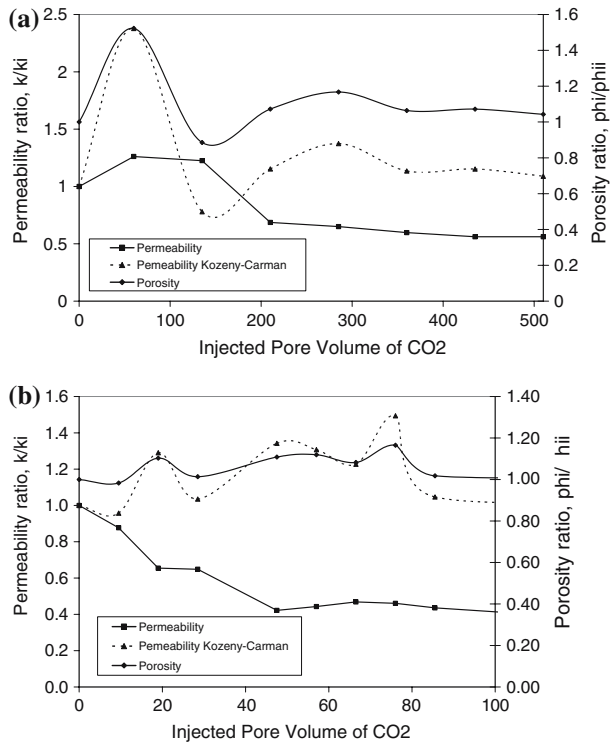 (a)
2.5
2
1.5
1
0.5
0
Permeability ratio, k/ki
1.6
1.4
1.2
1
0.8
0.6
0.4
0.2
0
Porosity ratio, phi/phii
Permeability
Pemeability Kozeny-Carman
Porosity
0 100 200 300 400 500
Injected Pore Volume of CO2
(b)
1.6
1.4
1.2
1.0
0.8
0.6
0.4
0.2
0.0
Permeability ratio, k/ki
1.40
1.20
1.00
0.80
0.60
0.40
0.20
0.00
Porosity ratio, phi/ hii
Permeability
Pemeability Kozeny-Carman
Porosity
0 20 40 60 80 100
Injected Pore Volume of CO2